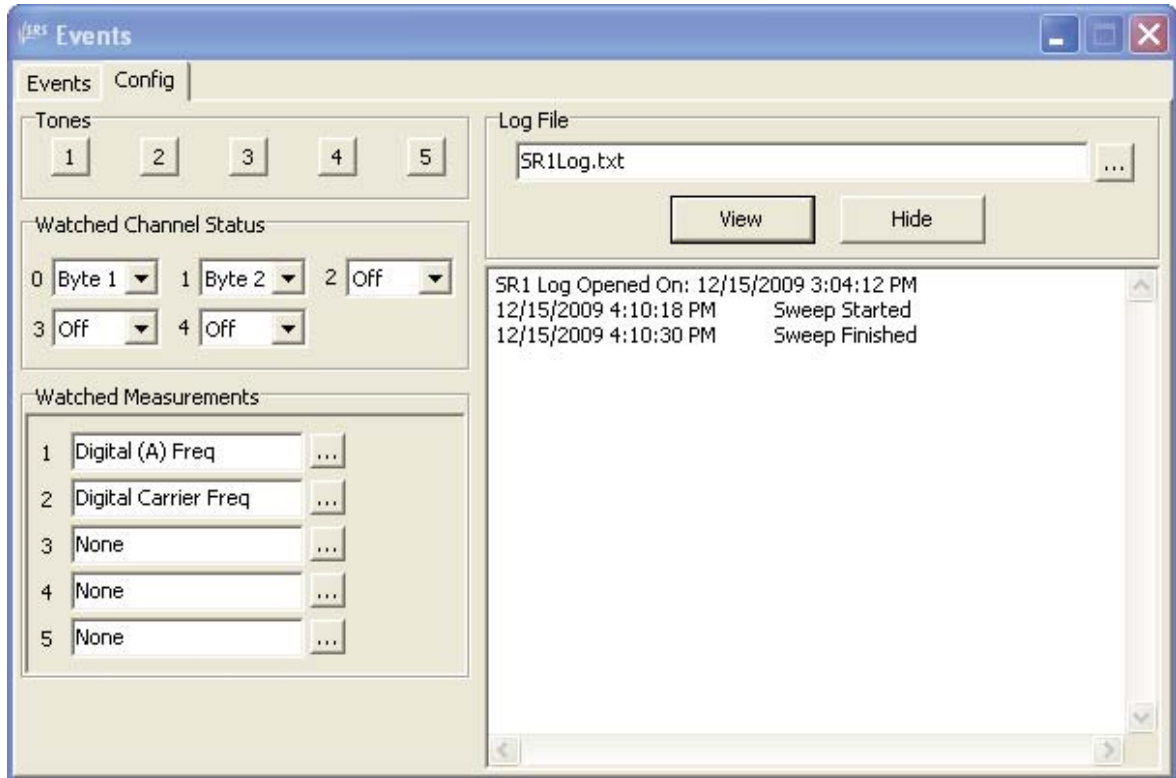 SRS Events
Events Config
Tones
1 2 3 4 5
Watched Channel Status
0 Byte 1 1 Byte 2 2 Off
3 Off 4 Off
Watched Measurements
1 Digital (A) Freq ...
2 Digital Carrier Freq ...
3 None ...
4 None ...
5 None ...
Log File
SR1Log.txt ...
View Hide
SR1 Log Opened On: 12/15/2009 3:04:12 PM
12/15/2009 4:10:18 PM Sweep Started
12/15/2009 4:10:30 PM Sweep Finished